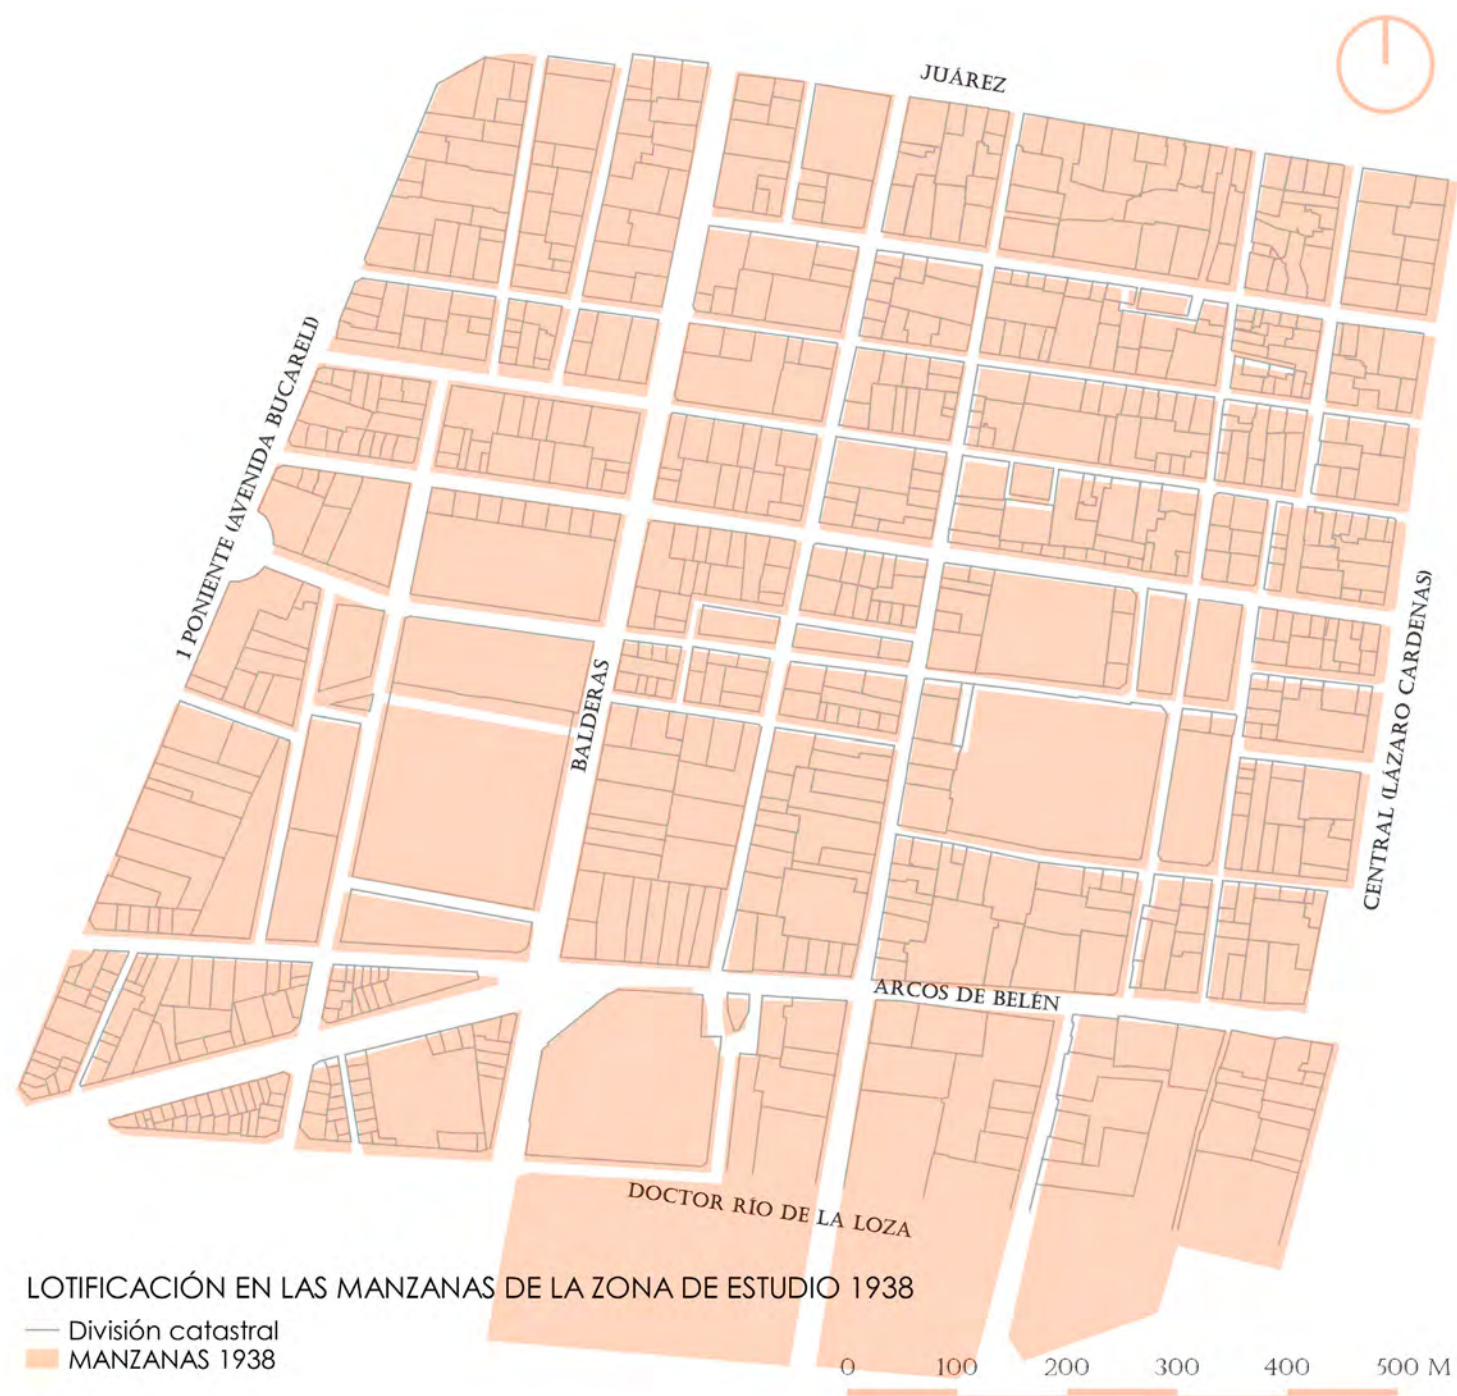 JUÁREZ
1 PONIENTE (AVENIDA BUCARELI)
BALDERAS
CENTRAL (LÁZARO CARDENAS)
ARCOS DE BELÉN
DOCTOR RÍO DE LA LOZA
LOTIFICACIÓN EN LAS MANZANAS DE LA ZONA DE ESTUDIO 1938
División catastral
MANZANAS 1938
0 100 200 300 400 500 M